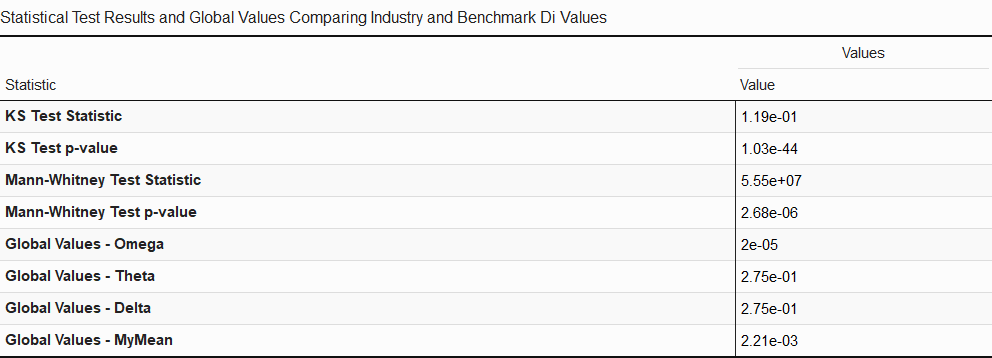 Statistical Test Results and Global Values Comparing Industry and Benchmark Di Values
Values
Statistic Value
KS Test Statistic 1.19e-01
KS Test p-value 1.03e-44
Mann-Whitney Test Statistic 5.55e+07
Mann-Whitney Test p-value 2.68e-06
Global Values - Omega 2e-05
Global Values - Theta 2.75e-01
Global Values - Delta 2.75e-01
Global Values - MyMean 2.21e-03